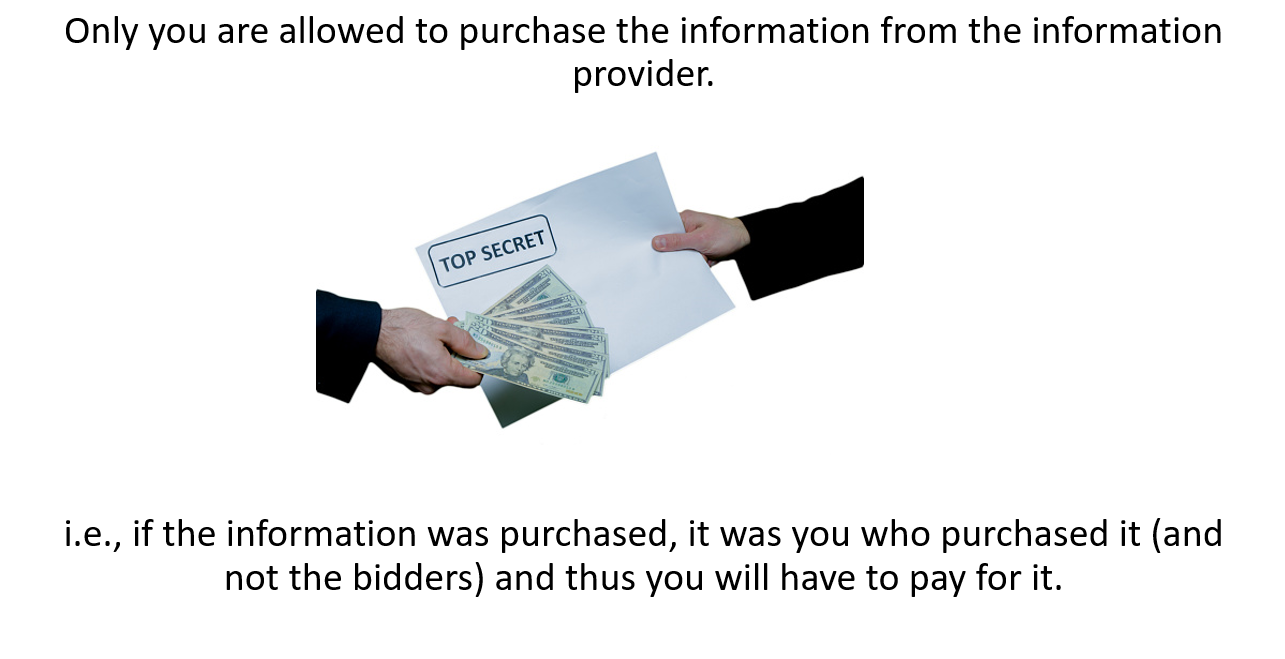 Only you are allowed to purchase the information from the information
provider.
TOP SECRET
i.e., if the information was purchased, it was you who purchased it (and
not the bidders) and thus you will have to pay for it.